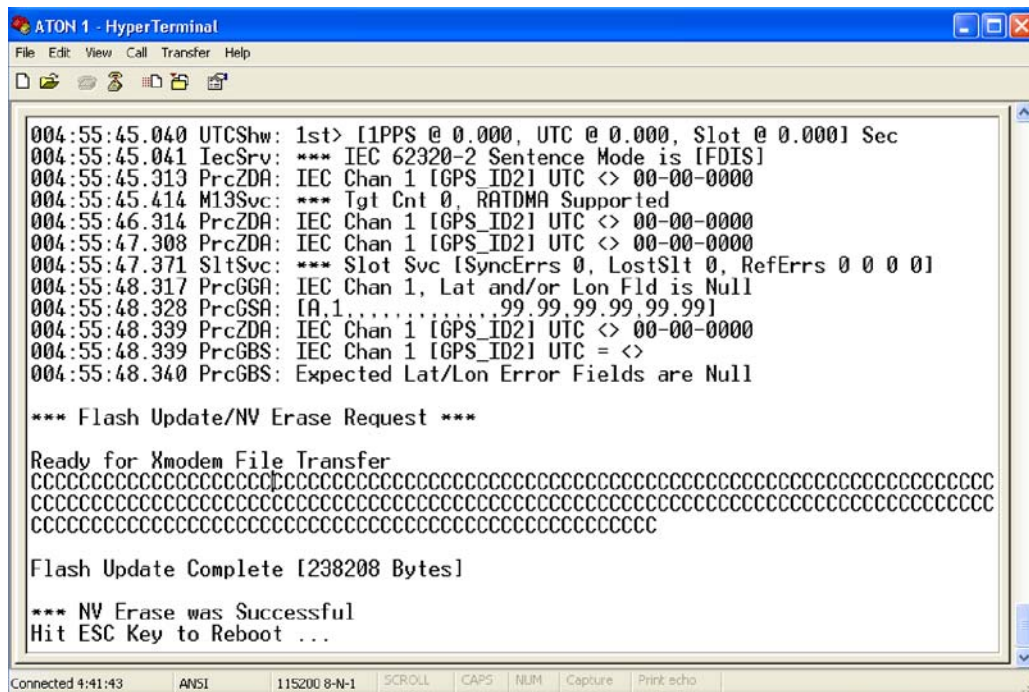 ATON 1 - HyperTerminal
File Edit View Call Transfer Help
004:55:45.040 UTCShw: 1st> [1PPS @ 0.000, UTC @ 0.000, Slot @ 0.000] Sec
004:55:45.041 IecSrv: *** IEC 62320-2 Sentence Mode is [FDIS]
004:55:45.313 PrcZDA: IEC Chan 1 [GPS_ID2] UTC <> 00-00-0000
004:55:45.414 M13Svc: *** Tgt Cnt 0, RATDMA Supported
004:55:46.314 PrcZDA: IEC Chan 1 [GPS_ID2] UTC <> 00-00-0000
004:55:47.308 PrcZDA: IEC Chan 1 [GPS_ID2] UTC <> 00-00-0000
004:55:47.371 SltSvc: *** Slot Svc [SyncErrs 0, LostSlt 0, RefErrs 0 0 0 0]
004:55:48.317 PrcGGA: IEC Chan 1, Lat and/or Lon Fld is Null
004:55:48.328 PrcGSA: [A,1,,,,,,,,,,,,,99.99,99.99,99.99]
004:55:48.339 PrcZDA: IEC Chan 1 [GPS_ID2] UTC <> 00-00-0000
004:55:48.339 PrcGBS: IEC Chan 1 [GPS_ID2] UTC = <>
004:55:48.340 PrcGBS: Expected Lat/Lon Error Fields are Null
*** Flash Update/NV Erase Request ***
Ready for Xmodem File Transfer
CCCCCCCCCCCCCCCCCCCCCCCCCCCCCCCCCCCCCCCCCCCCCCCCCCCCCCCCCCCCCCCCCCCCCCCCCCCCCCCC
CCCCCCCCCCCCCCCCCCCCCCCCCCCCCCCCCCCCCCCCCCCCCCCCCCCCCCCCCCCCCCCCCCCCCCCCCCCCCCCC
CCCCCCCCCCCCCCCCCCCCCCCCCCCCCCCCCCCCCCCCCCCCCCCCCCCC
Flash Update Complete [238208 Bytes]
*** NV Erase was Successful
Hit ESC Key to Reboot ...
Connected 4:41:43 ANSI 115200 8-N-1 SCROLL CAPS NUM Capture Print echo